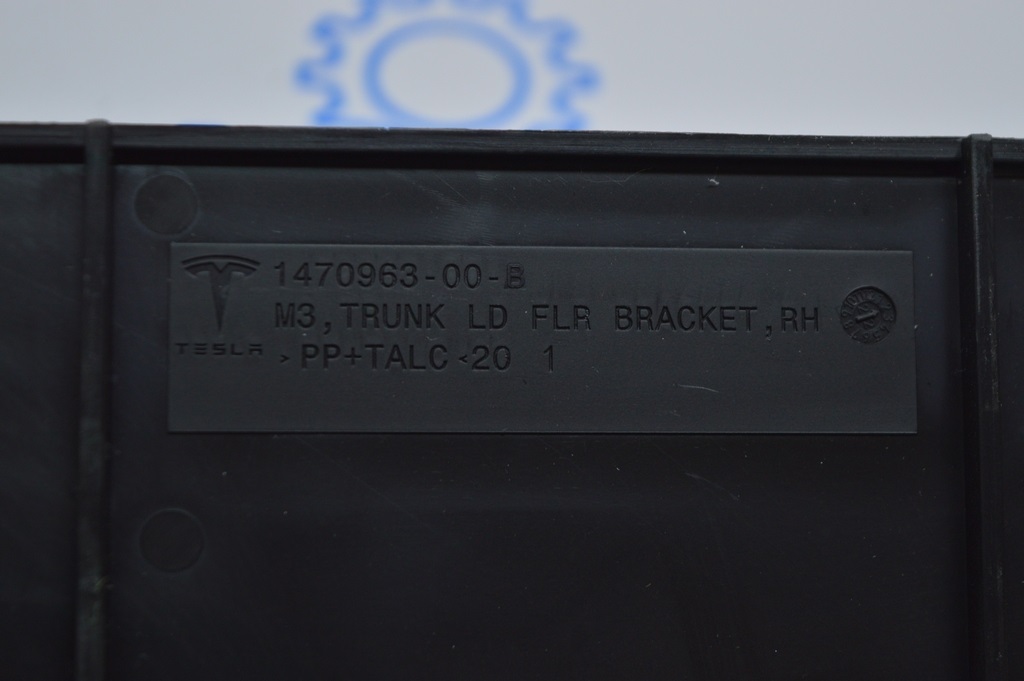 1470963-00-B
M3,TRUNK LD FLR BRACKET,RH
TESLA >PP+TALC<20 1